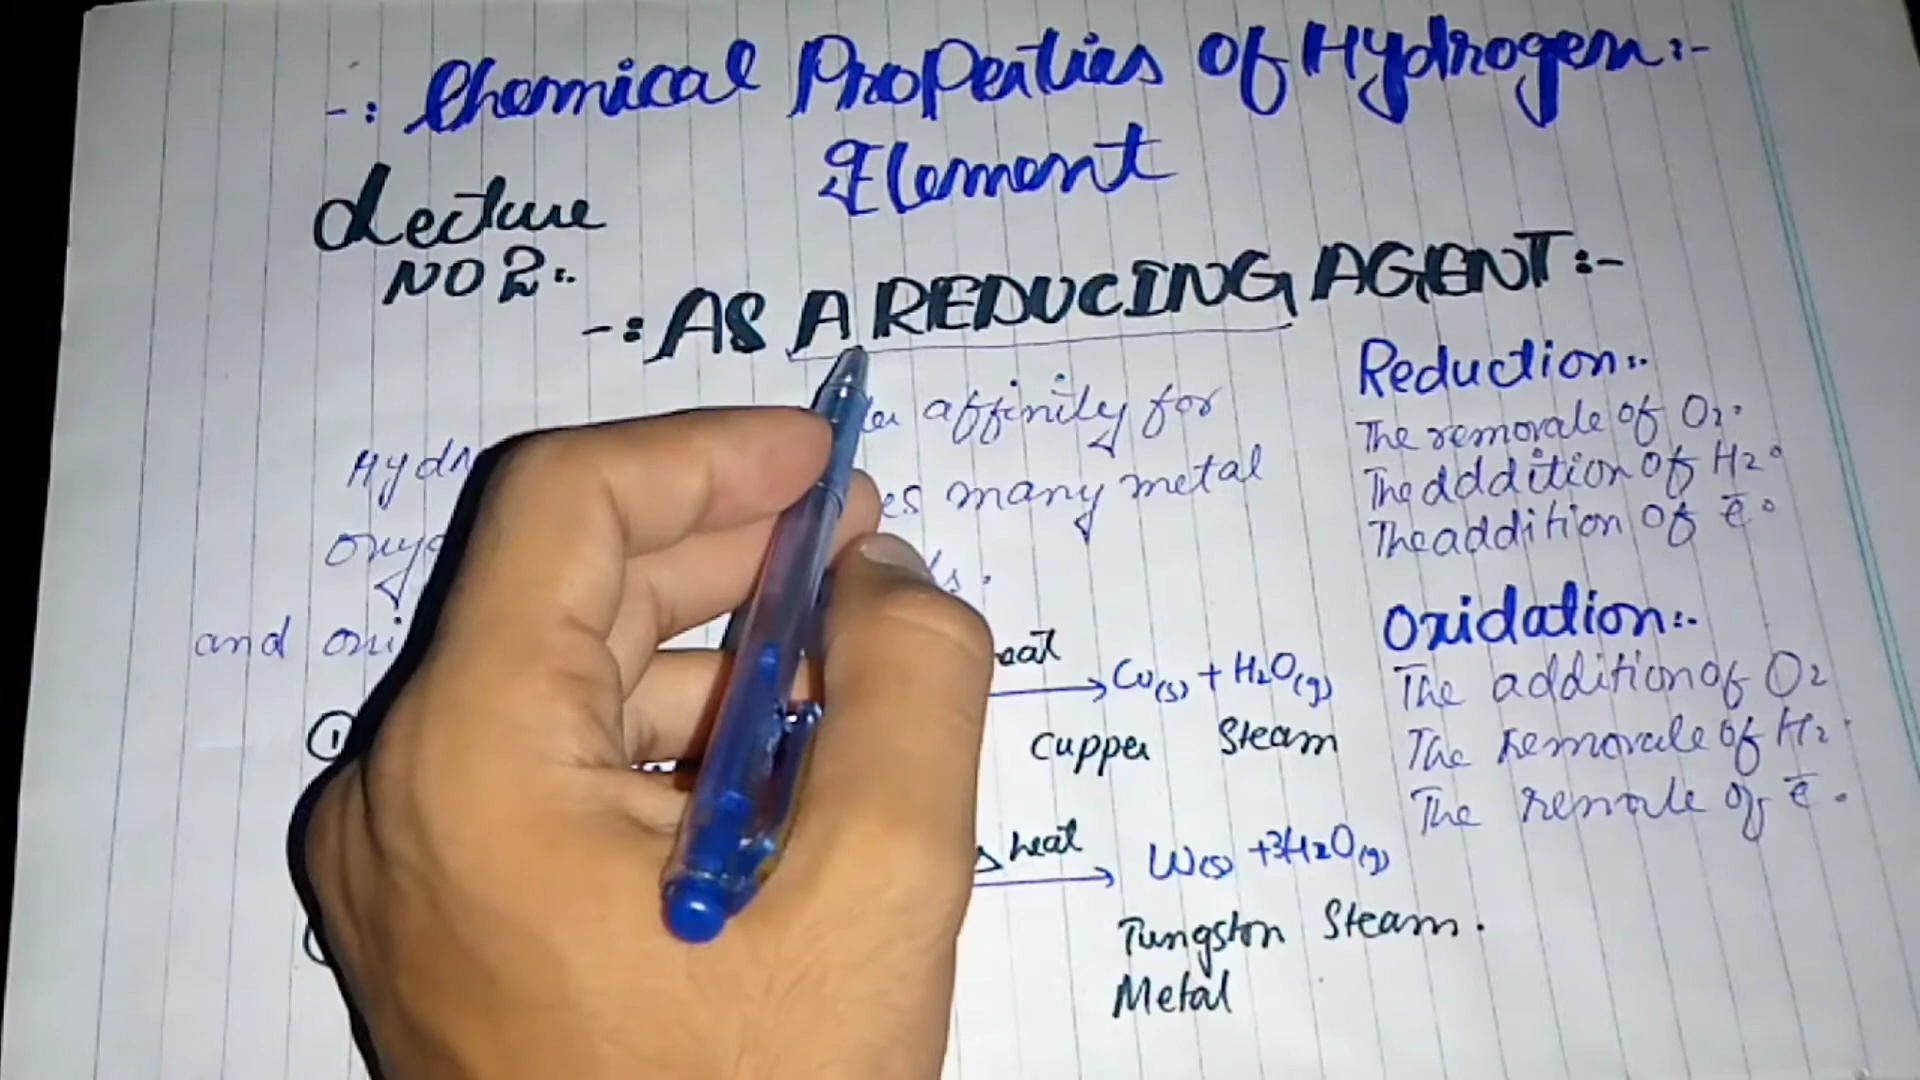 -: Chemical Properties of Hydrogen:-
Element
Lecture
NO 2:.
-: AS A REDUCING AGENT:-
affinity for
many metal
and
heat
Cu(s) + H2O(g)
Cupper Steam
heat
W(s) +3H2O(g)
Tungston Steam.
Metal
Reduction:.
The removale of O2.
The addition of H2.
The addition of e̅.
Oxidation:.
The addition of O2
The removale of H2.
The remole of e̅.